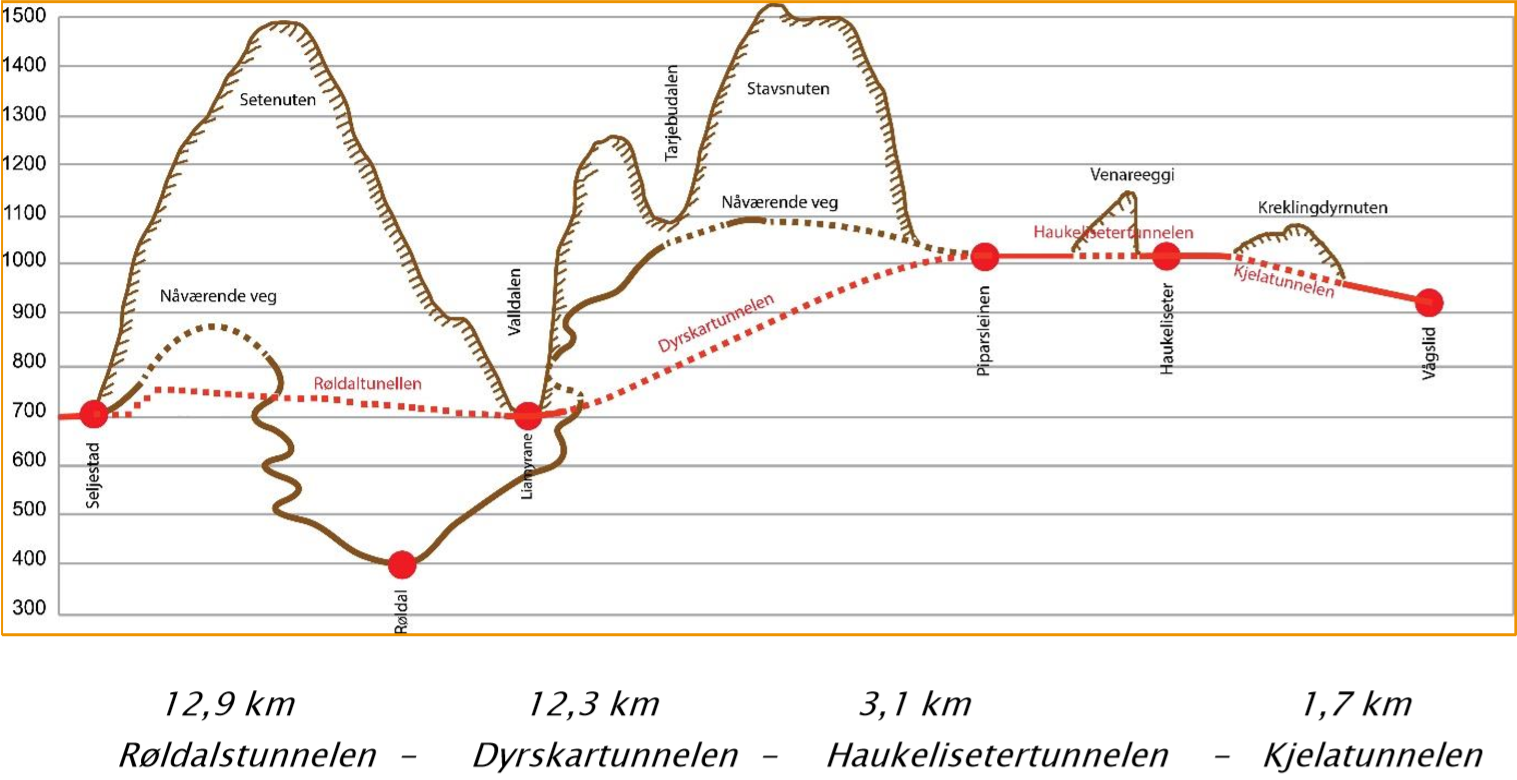 1500
1400
1300
1200
1100
1000
900
800
700
600
500
400
300
Setenuten
Nåværende veg
Røldaltunellen
Seljestad
Røldal
Valldalen
Liamyrane
Tarjebudalen
Stavsnuten
Nåværende veg
Dyrskartunnelen
Piparsleinen
Venareeggi
Haukelisetertunnelen
Haukeliseter
Kreklingdyrnuten
Kjelatunnelen
Vågslid
12,9 km 12,3 km 3,1 km 1,7 km
Røldalstunnelen – Dyrskartunnelen – Haukelisetertunnelen – Kjelatunnelen